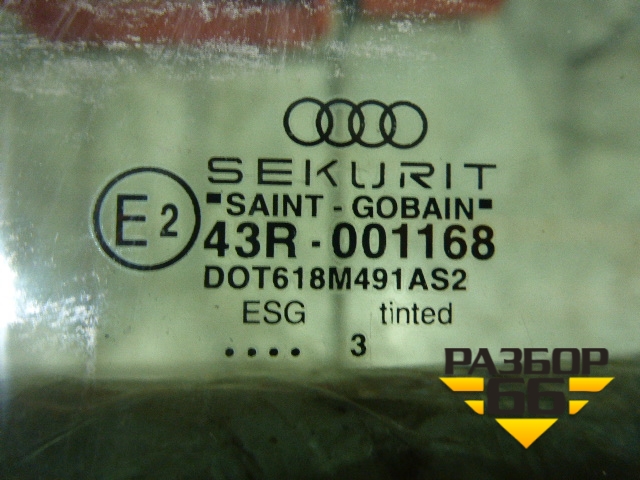 SEKURIT
SAINT - GOBAIN
E2
43R - 001168
DOT618M491AS2
ESG tinted
.... 3
РАЗБОР
66